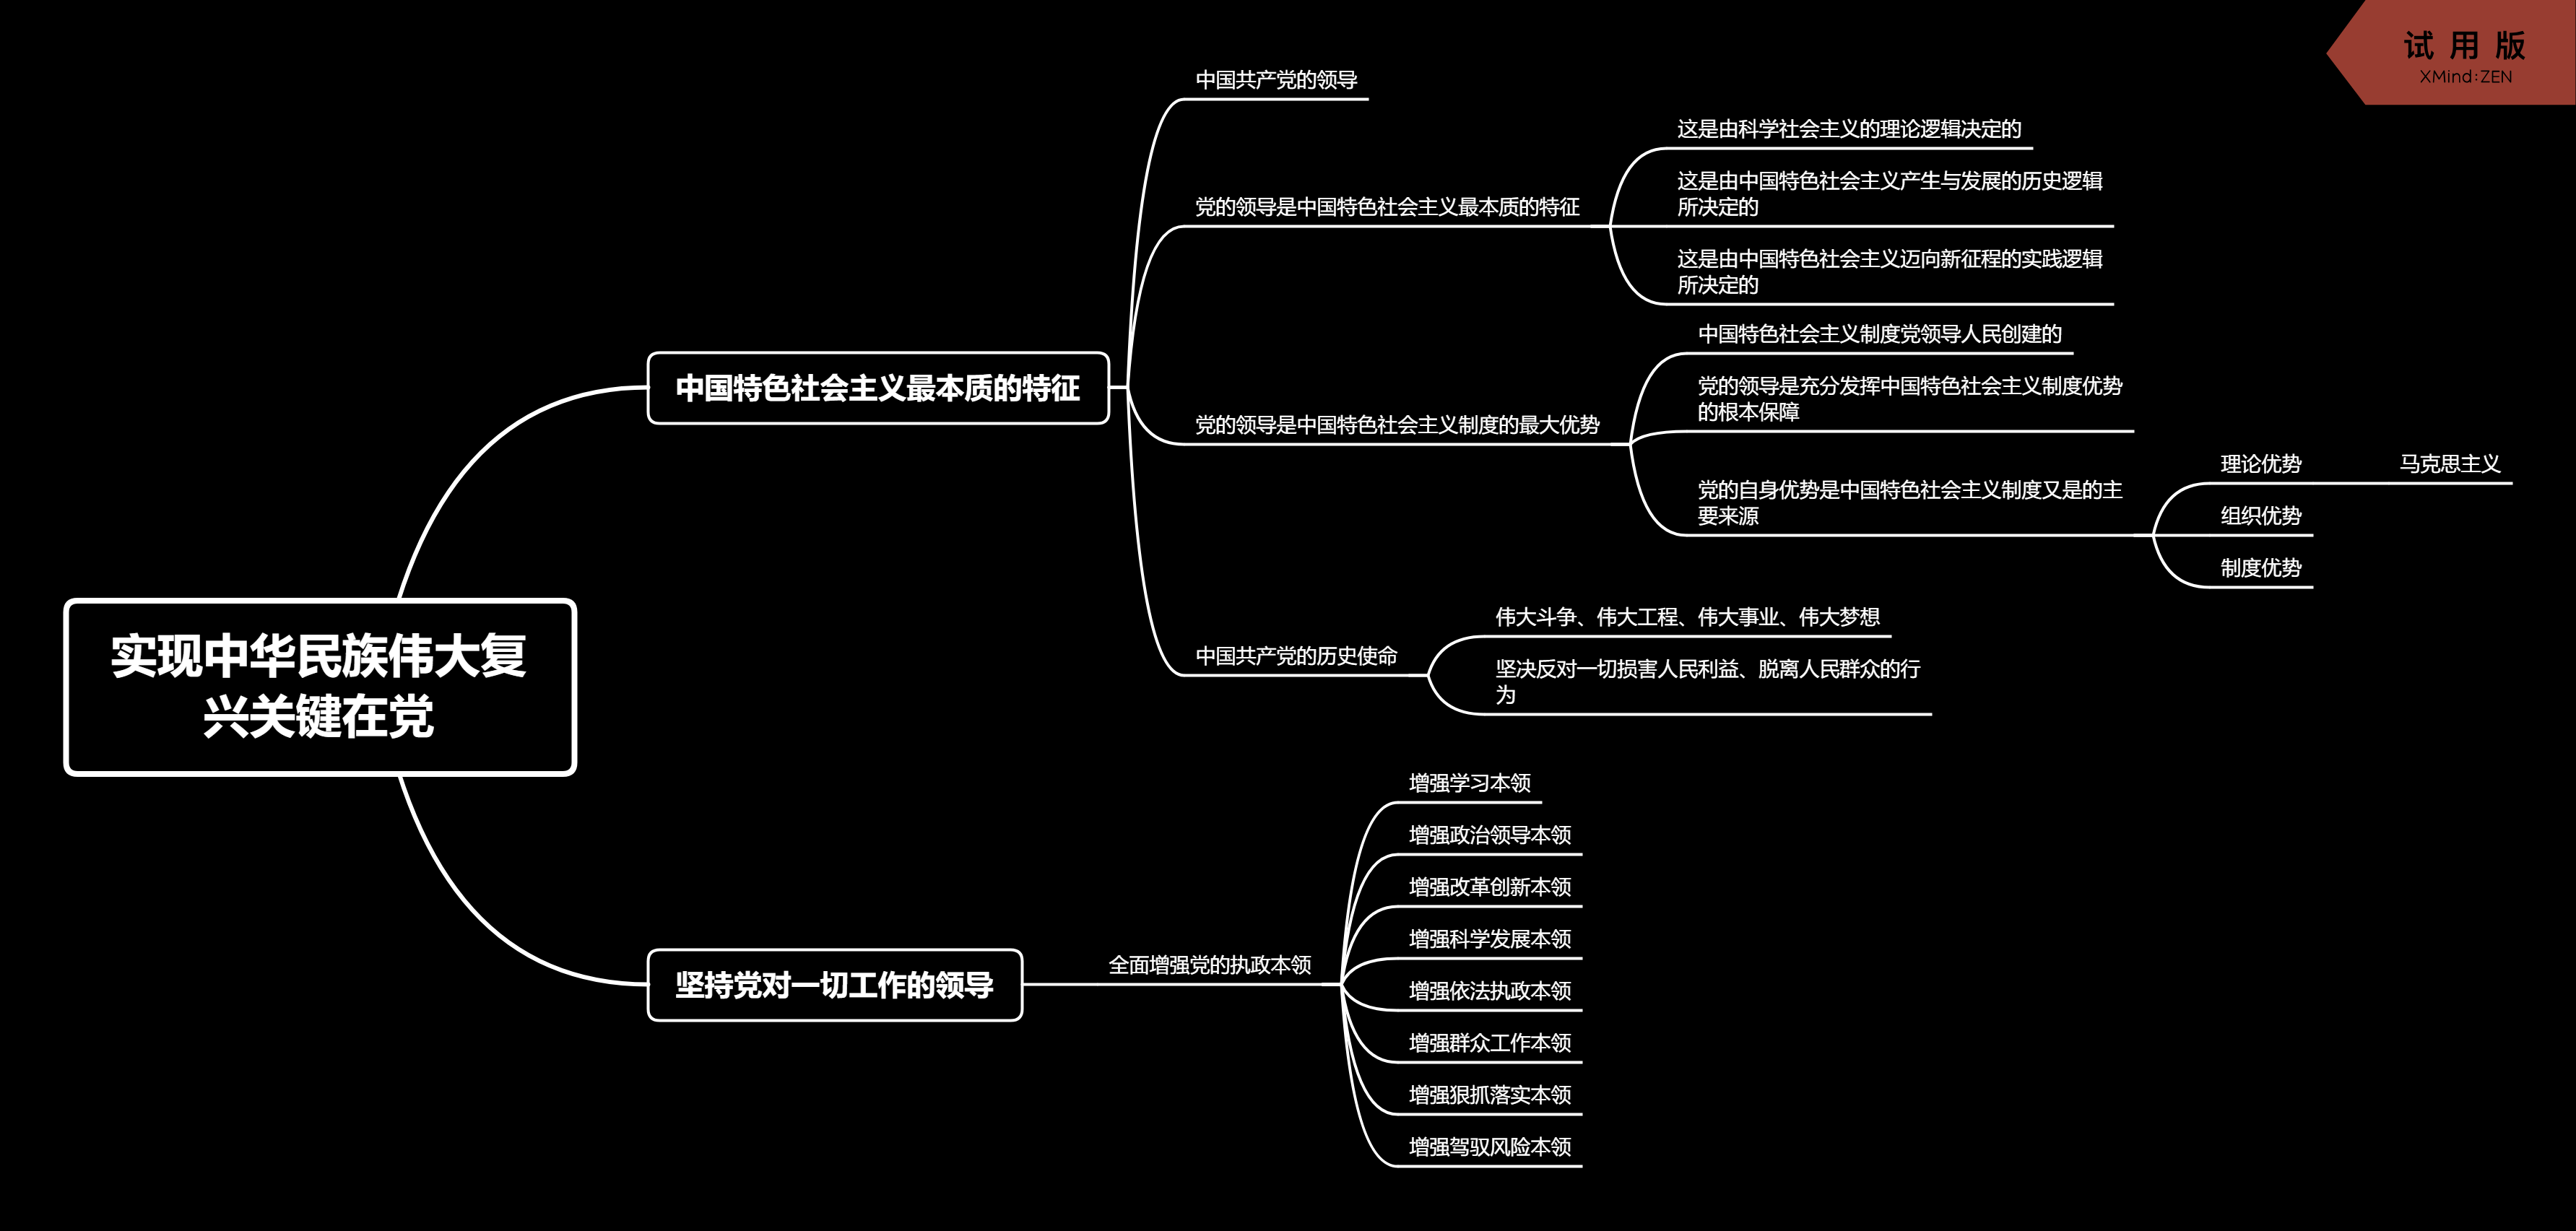 试用版
XMind:ZEN
实现中华民族伟大复
兴关键在党
中国特色社会主义最本质的特征
中国共产党的领导
党的领导是中国特色社会主义最本质的特征
这是由科学社会主义的理论逻辑决定的
这是由中国特色社会主义产生与发展的历史逻辑
所决定的
这是由中国特色社会主义迈向新征程的实践逻辑
所决定的
党的领导是中国特色社会主义制度的最大优势
中国特色社会主义制度党领导人民创建的
党的领导是充分发挥中国特色社会主义制度优势
的根本保障
党的自身优势是中国特色社会主义制度又是的主
要来源
理论优势
马克思主义
组织优势
制度优势
中国共产党的历史使命
伟大斗争、伟大工程、伟大事业、伟大梦想
坚决反对一切损害人民利益、脱离人民群众的行
为
坚持党对一切工作的领导
全面增强党的执政本领
增强学习本领
增强政治领导本领
增强改革创新本领
增强科学发展本领
增强依法执政本领
增强群众工作本领
增强狠抓落实本领
增强驾驭风险本领